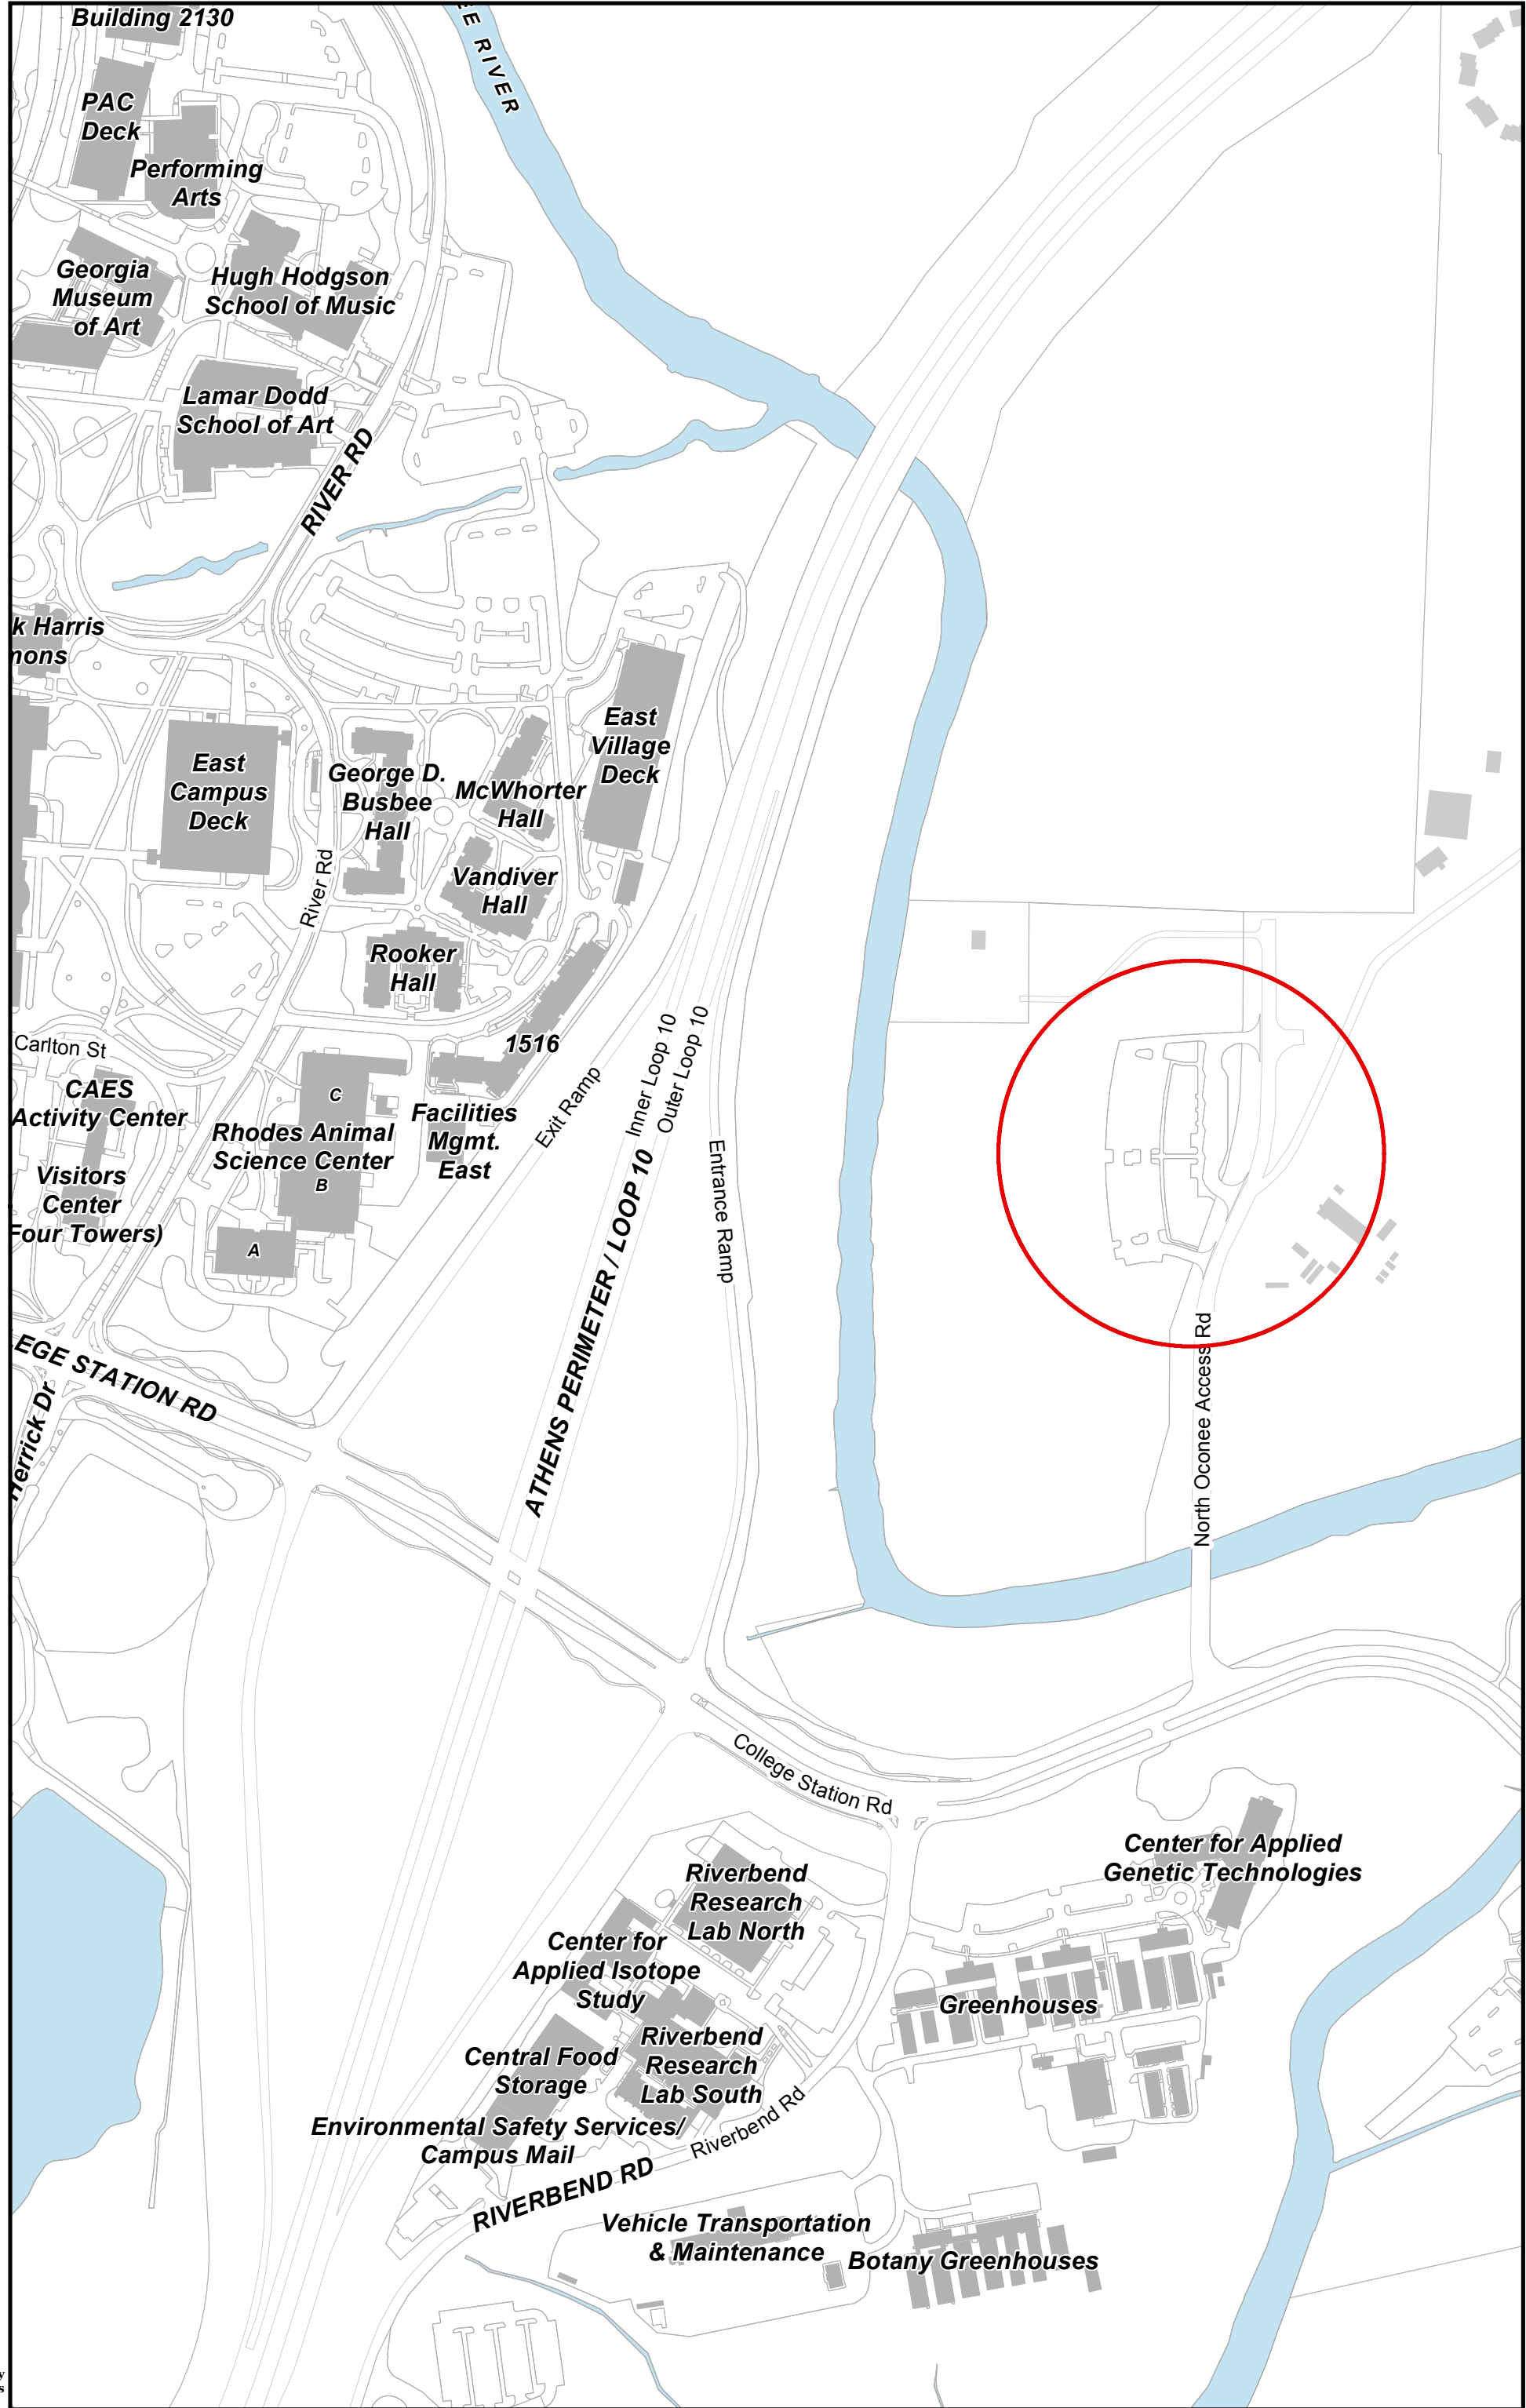 Building 2130
EE RIVER
PAC
Deck
Performing
Arts
Georgia
Museum
of Art
Hugh Hodgson
School of Music
Lamar Dodd
School of Art
RIVER RD
k Harris
mons
East
Campus
Deck
George D.
Busbee
Hall
McWhorter
Hall
East
Village
Deck
Vandiver
Hall
River Rd
Rooker
Hall
1516
Carlton St
CAES
Activity Center
C
Rhodes Animal
Science Center
B
A
Facilities
Mgmt.
East
Visitors
Center
Four Towers)
Exit Ramp
Inner Loop 10
Outer Loop 10
Entrance Ramp
ATHENS PERIMETER / LOOP 10
North Oconee Access Rd
EGE STATION RD
Herrick Dr
College Station Rd
Center for Applied
Genetic Technologies
Riverbend
Research
Lab North
Center for
Applied Isotope
Study
Greenhouses
Riverbend
Research
Lab South
Central Food
Storage
Environmental Safety Services/
Campus Mail
Riverbend Rd
RIVERBEND RD
Vehicle Transportation
& Maintenance
Botany Greenhouses
y
s